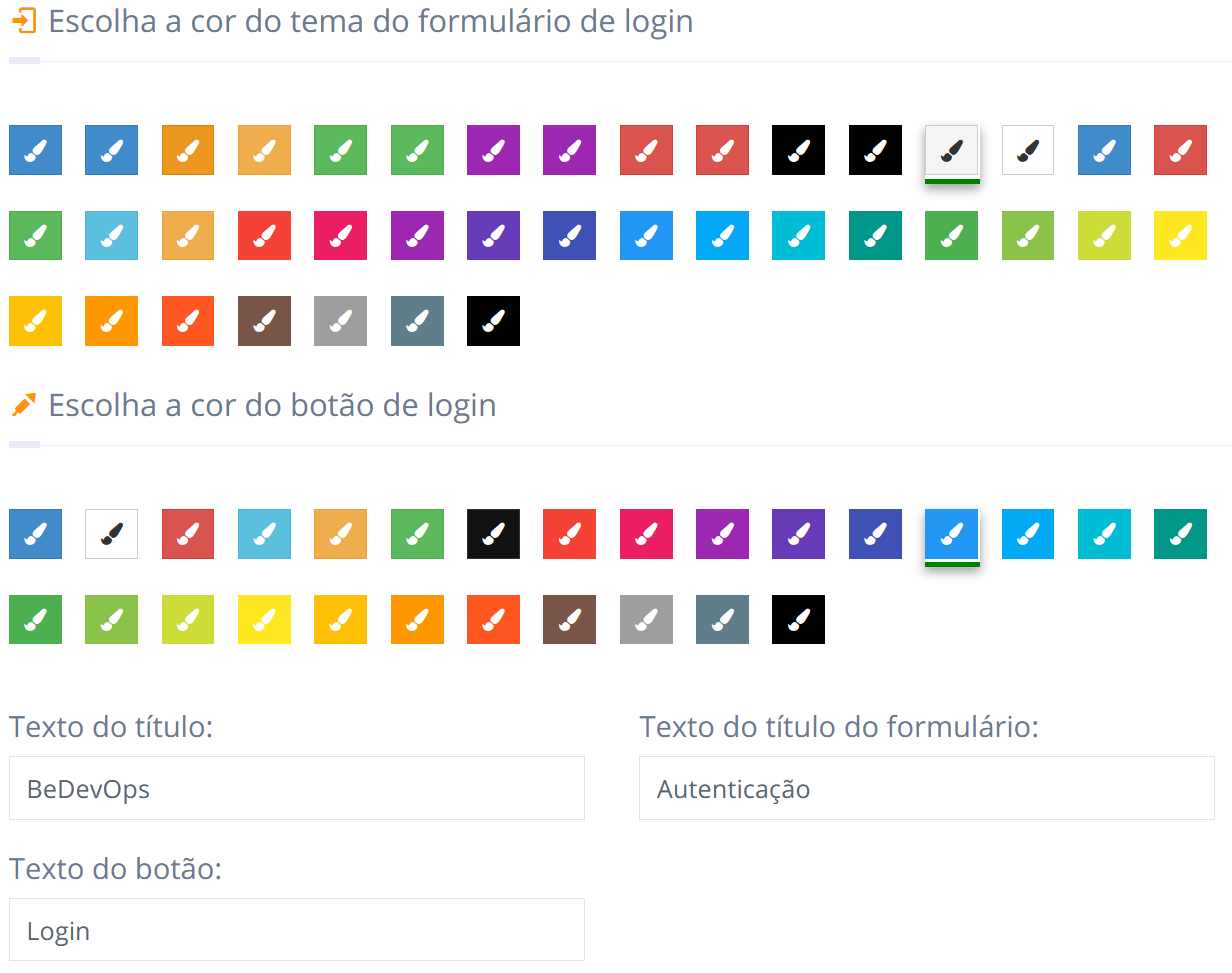 Escolha a cor do tema do formulário de login
Escolha a cor do botão de login
Texto do título:
Texto do título do formulário:
BeDevOps
Autenticação
Texto do botão:
Login